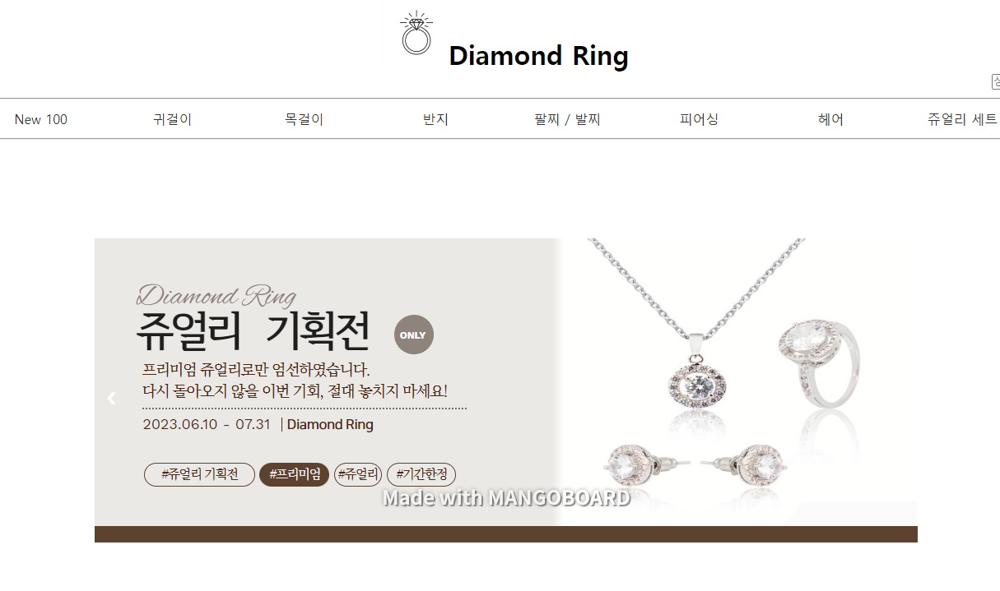 Diamond Ring
New 100 귀걸이 목걸이 반지 팔찌 / 발찌 피어싱 헤어 쥬얼리 세트
Diamond Ring
쥬얼리 기획전 ONLY
프리미엄 쥬얼리로만 엄선하였습니다.
다시 돌아오지 않을 이번 기회, 절대 놓치지 마세요!
2023.06.10 - 07.31 | Diamond Ring
#쥬얼리 기획전 #프리미엄 #쥬얼리 #기간한정
Made with MANGOBOARD